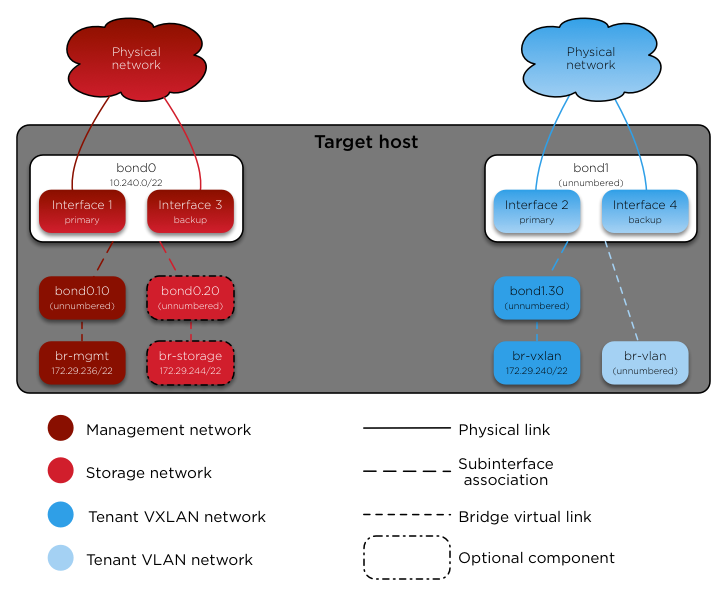 Physical
network
Physical
network
Target host
bond0
10.240.0/22
Interface 1
primary
Interface 3
backup
bond1
(unnumbered)
Interface 2
primary
Interface 4
backup
bond0.10
(unnumbered)
bond0.20
(unnumbered)
bond1.30
(unnumbered)
br-mgmt
172.29.236/22
br-storage
172.29.244/22
br-vxlan
172.29.240/22
br-vlan
(unnumbered)
Management network
Storage network
Tenant VXLAN network
Tenant VLAN network
Physical link
Subinterface
association
Bridge virtual link
Optional component